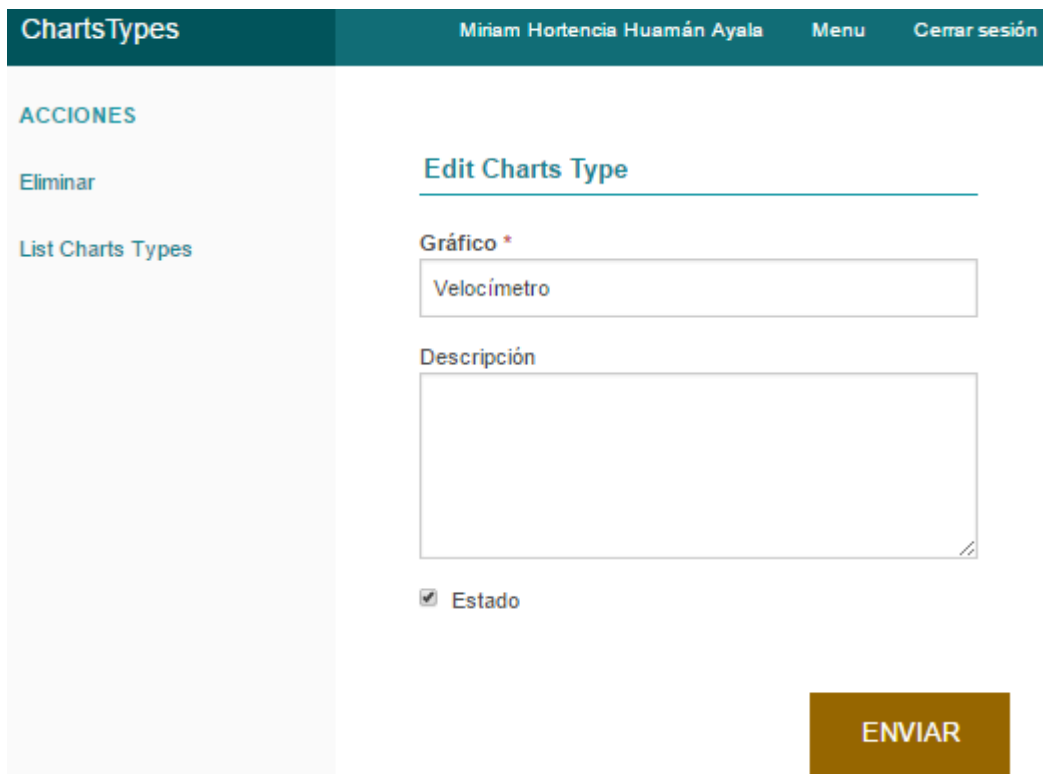 ChartsTypes
Miriam Hortencia Huamán Ayala Menu Cerrar sesión
ACCIONES
Eliminar
List Charts Types
Edit Charts Type
Gráfico *
Velocímetro
Descripción
Estado
ENVIAR